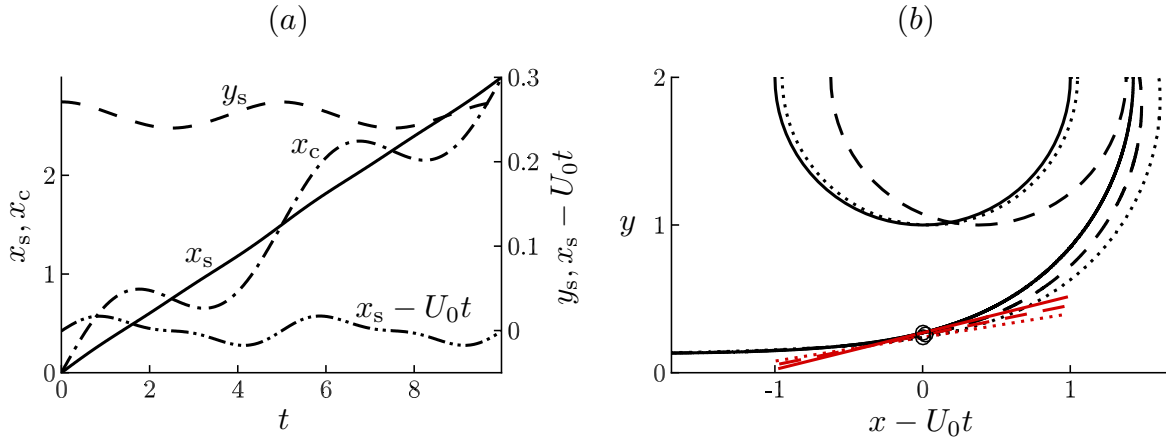 (a)
(b)
y_s
x_c
x_s
x_s − U_0t
x_s, x_c
0
1
2
0 2 4 6 8
t
0.3
0.2
0.1
0
y_s, x_s − U_0t
2
1
0
y
-1 0 1
x − U_0t